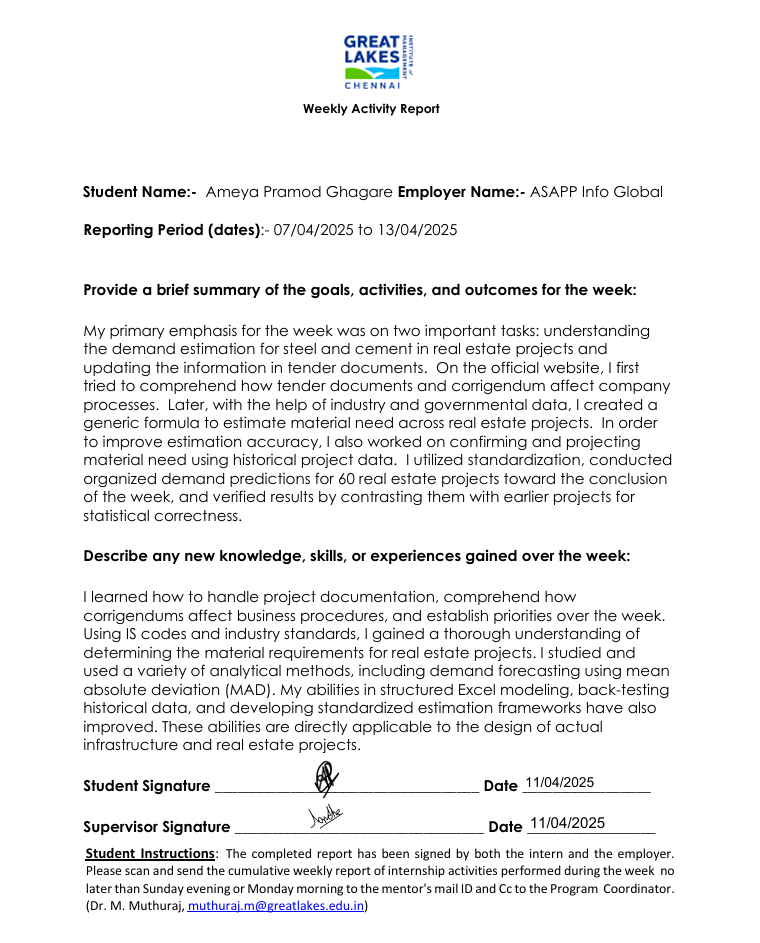 GREAT
LAKES
INSTITUTE of
MANAGEMENT
CHENNAI
Weekly Activity Report
Student Name:- Ameya Pramod Ghagare Employer Name:- ASAPP Info Global
Reporting Period (dates):- 07/04/2025 to 13/04/2025
Provide a brief summary of the goals, activities, and outcomes for the week:
My primary emphasis for the week was on two important tasks: understanding
the demand estimation for steel and cement in real estate projects and
updating the information in tender documents.  On the official website, I first
tried to comprehend how tender documents and corrigendum affect company
processes.  Later, with the help of industry and governmental data, I created a
generic formula to estimate material need across real estate projects.  In order
to improve estimation accuracy, I also worked on confirming and projecting
material need using historical project data.  I utilized standardization, conducted
organized demand predictions for 60 real estate projects toward the conclusion
of the week, and verified results by contrasting them with earlier projects for
statistical correctness.
Describe any new knowledge, skills, or experiences gained over the week:
I learned how to handle project documentation, comprehend how
corrigendums affect business procedures, and establish priorities over the week.
Using IS codes and industry standards, I gained a thorough understanding of
determining the material requirements for real estate projects. I studied and
used a variety of analytical methods, including demand forecasting using mean
absolute deviation (MAD). My abilities in structured Excel modeling, back-testing
historical data, and developing standardized estimation frameworks have also
improved. These abilities are directly applicable to the design of actual
infrastructure and real estate projects.
Student Signature ______ Date 11/04/2025
Supervisor Signature ______ Date 11/04/2025
Student Instructions: The completed report has been signed by both the intern and the employer.
Please scan and send the cumulative weekly report of internship activities performed during the week no
later than Sunday evening or Monday morning to the mentor's mail ID and Cc to the Program Coordinator.
(Dr. M. Muthuraj, muthuraj.m@greatlakes.edu.in)